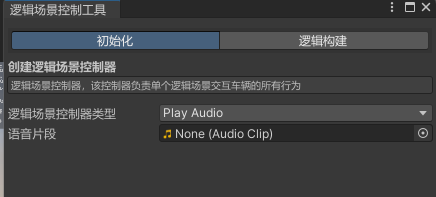 逻辑场景控制工具
初始化 逻辑构建
创建逻辑场景控制器
逻辑场景控制器，该控制器负责单个逻辑场景交互车辆的所有行为
逻辑场景控制器类型 Play Audio
语音片段 None (Audio Clip)